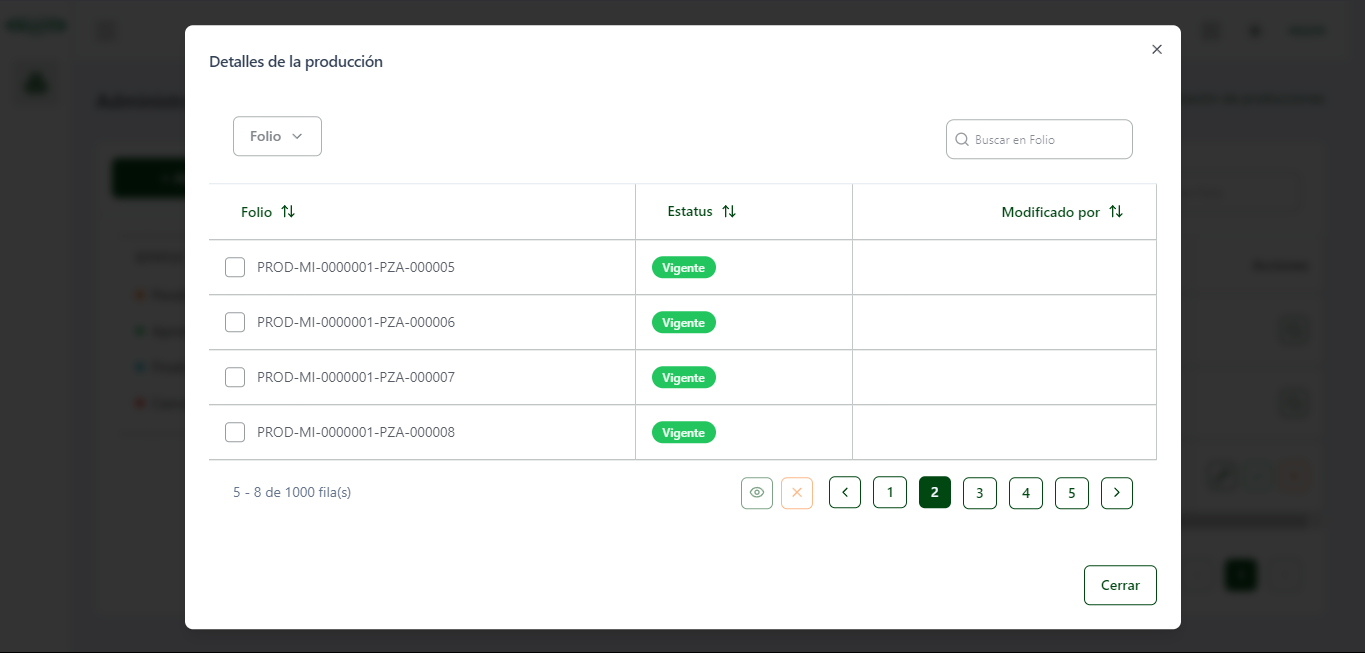 Detalles de la producción
Folio
Buscar en Folio
Folio Estatus Modificado por
PROD-MI-0000001-PZA-000005 Vigente
PROD-MI-0000001-PZA-000006 Vigente
PROD-MI-0000001-PZA-000007 Vigente
PROD-MI-0000001-PZA-000008 Vigente
5 - 8 de 1000 fila(s) 1 2 3 4 5
Cerrar